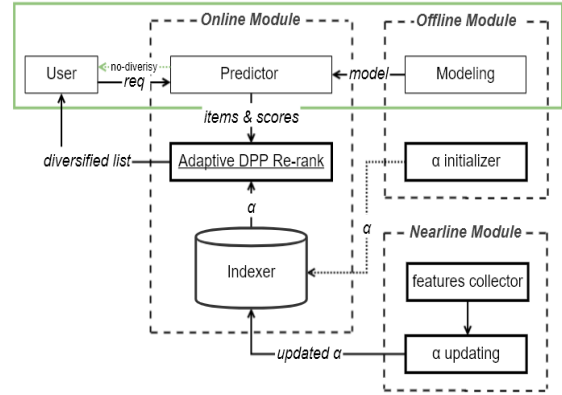 Online Module
Offline Module
User
no-diverisy
req
Predictor
model
Modeling
items & scores
diversified list
Adaptive DPP Re-rank
α initializer
α
α
Nearline Module
Indexer
features collector
updated α
α updating